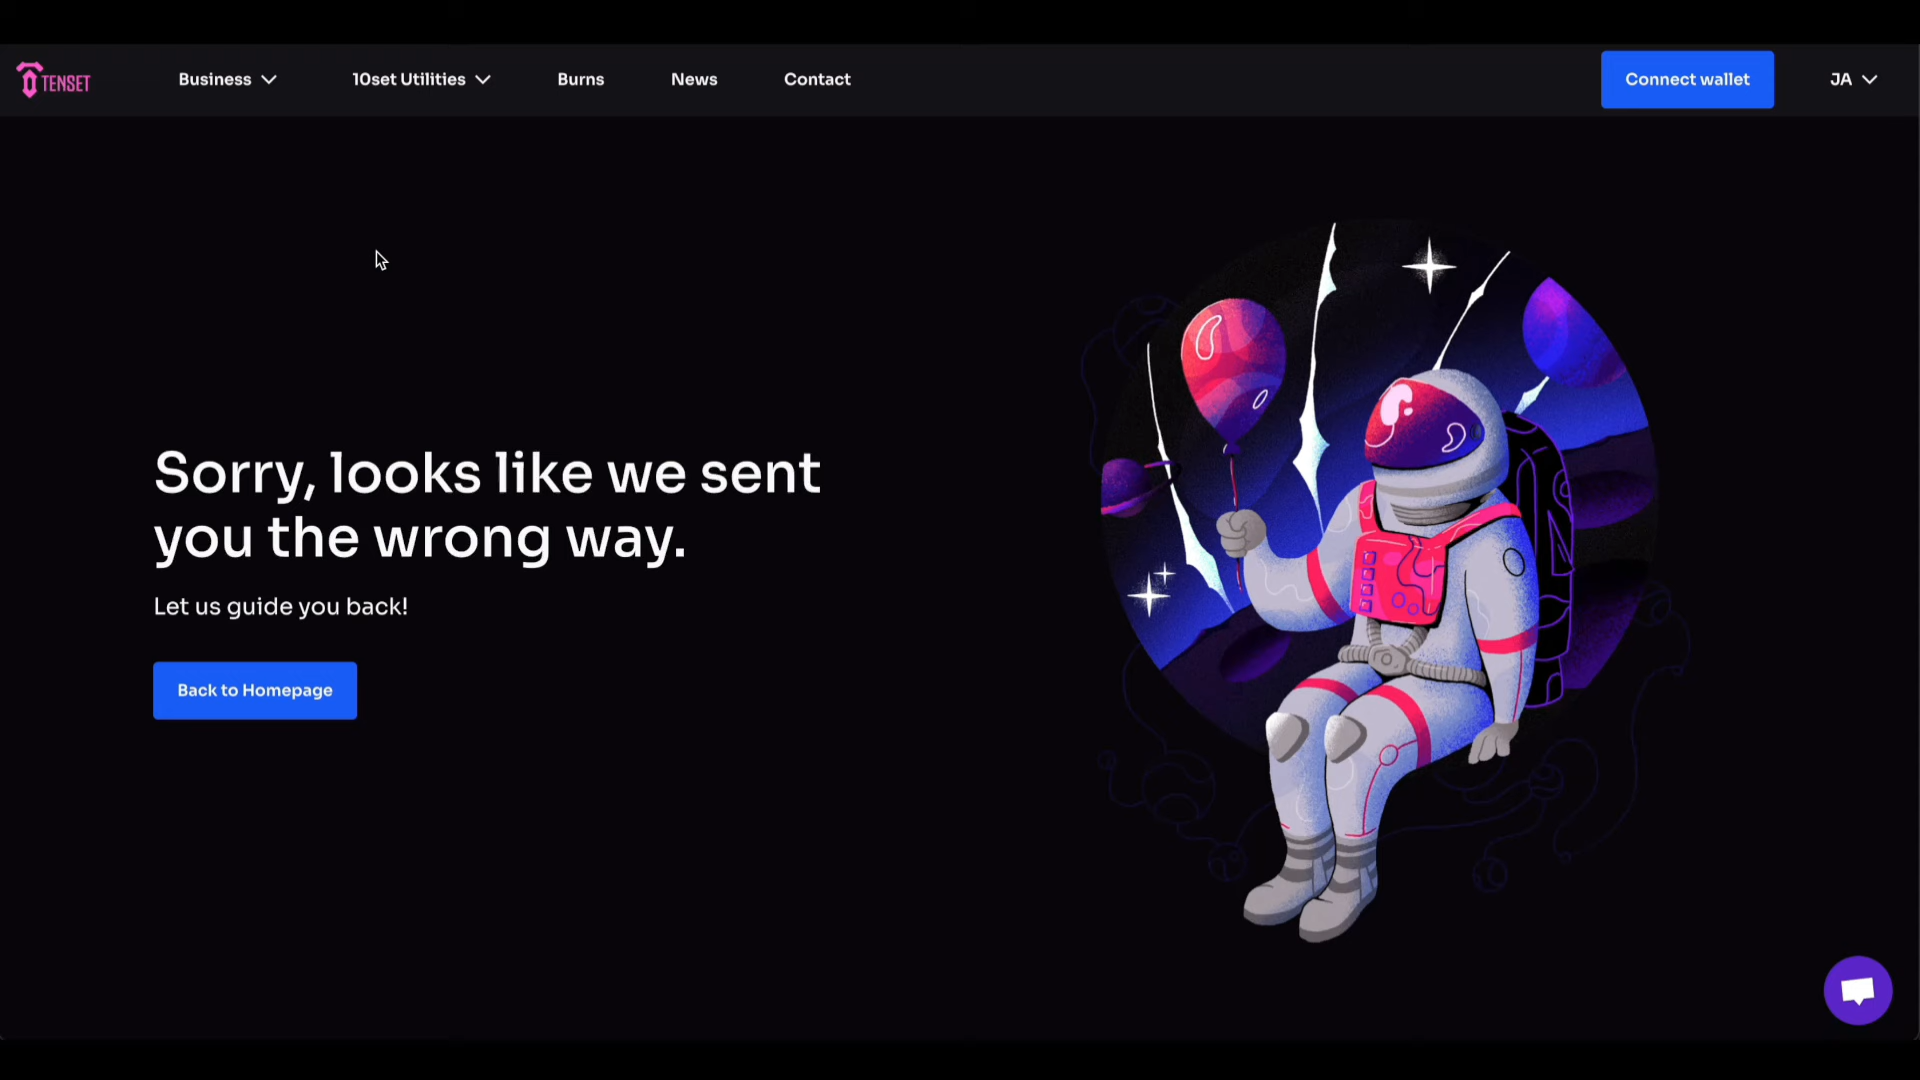 TENSET
Business
10set Utilities
Burns
News
Contact
Connect wallet
JA
Sorry, looks like we sent
you the wrong way.
Let us guide you back!
Back to Homepage